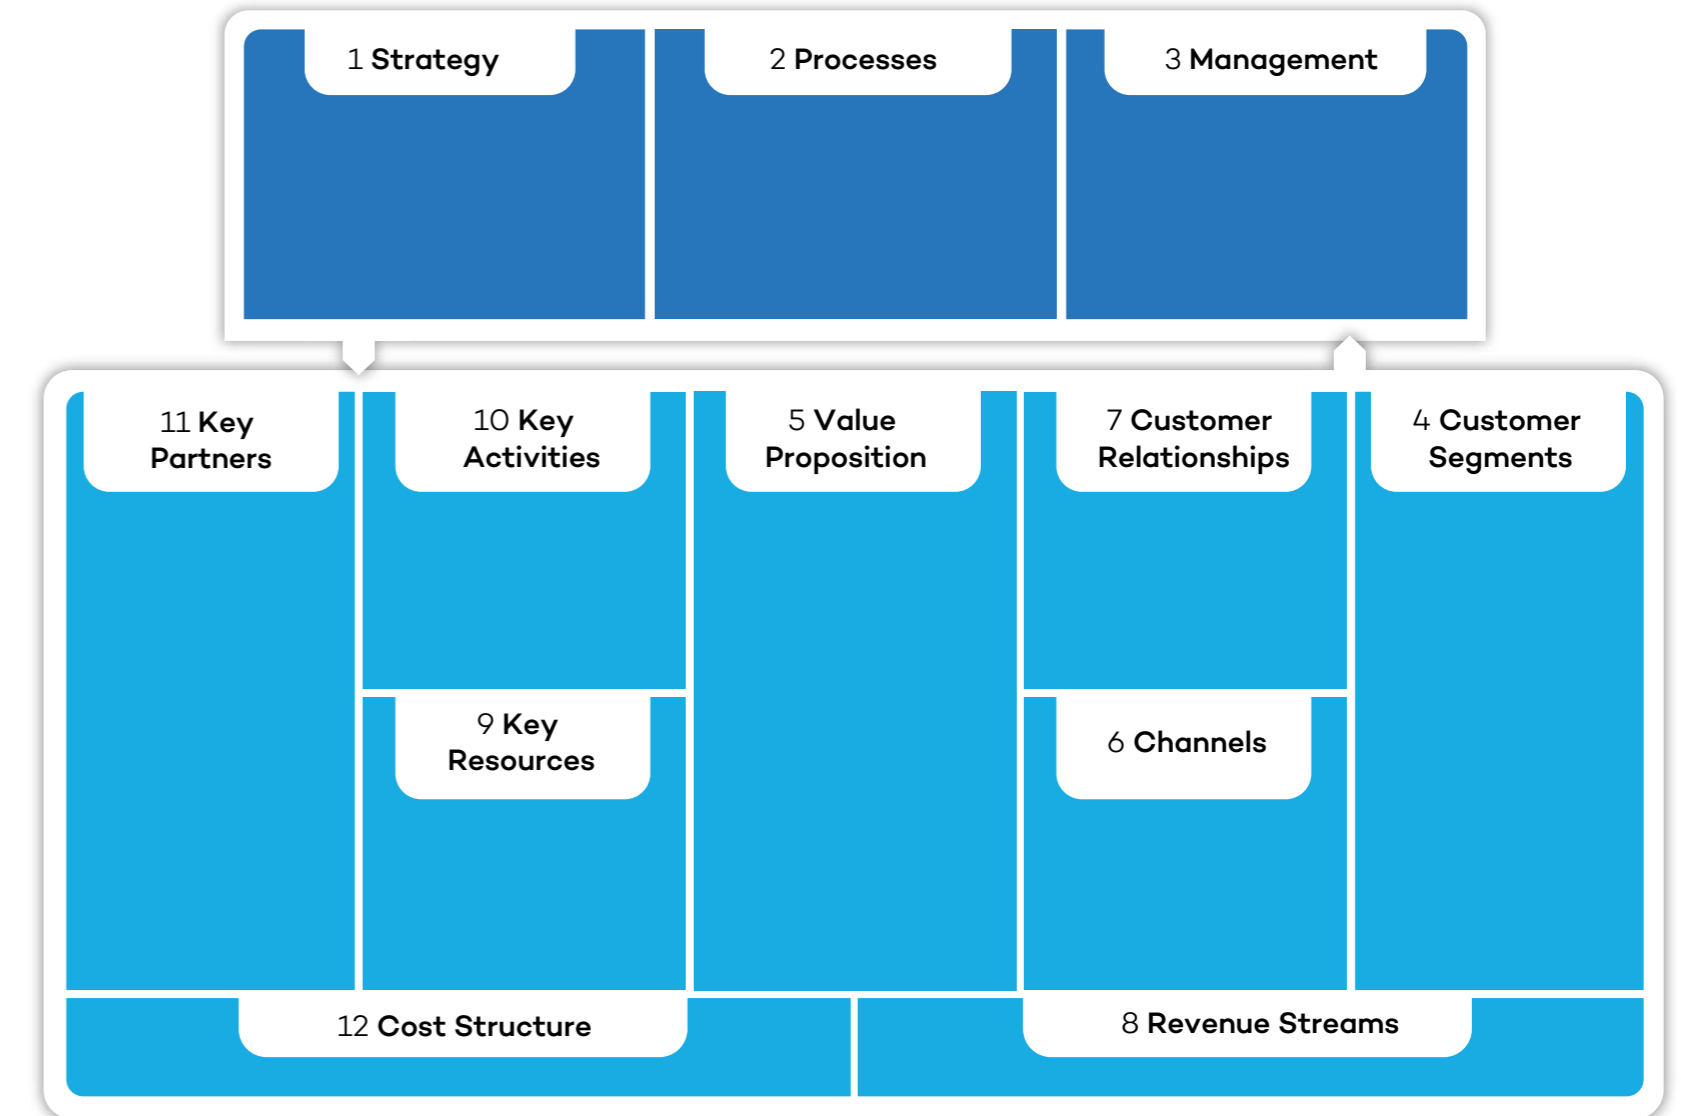 1 Strategy
2 Processes
3 Management
11 Key
Partners
10 Key
Activities
5 Value
Proposition
7 Customer
Relationships
4 Customer
Segments
9 Key
Resources
6 Channels
12 Cost Structure
8 Revenue Streams